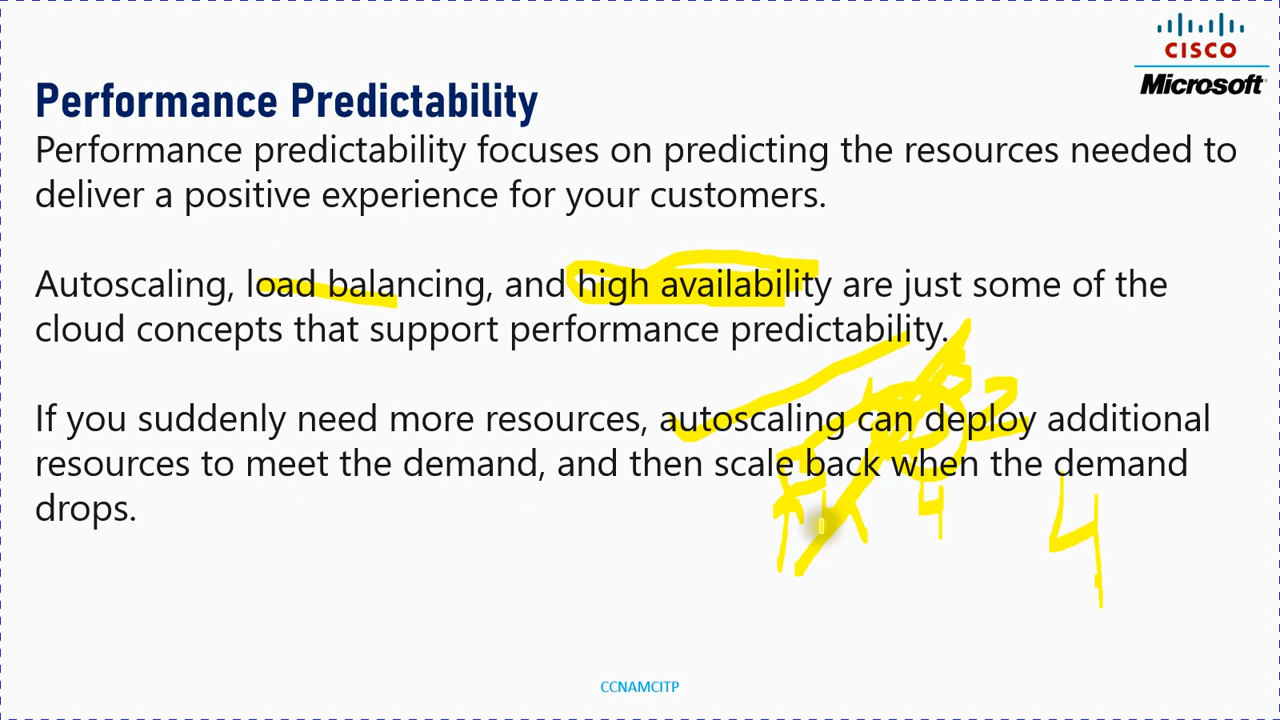 CISCO
Microsoft
Performance Predictability
Performance predictability focuses on predicting the resources needed to
deliver a positive experience for your customers.
Autoscaling, load balancing, and high availability are just some of the
cloud concepts that support performance predictability.
If you suddenly need more resources, autoscaling can deploy additional
resources to meet the demand, and then scale back when the demand
drops.
2
4
4
CCNAMCITP